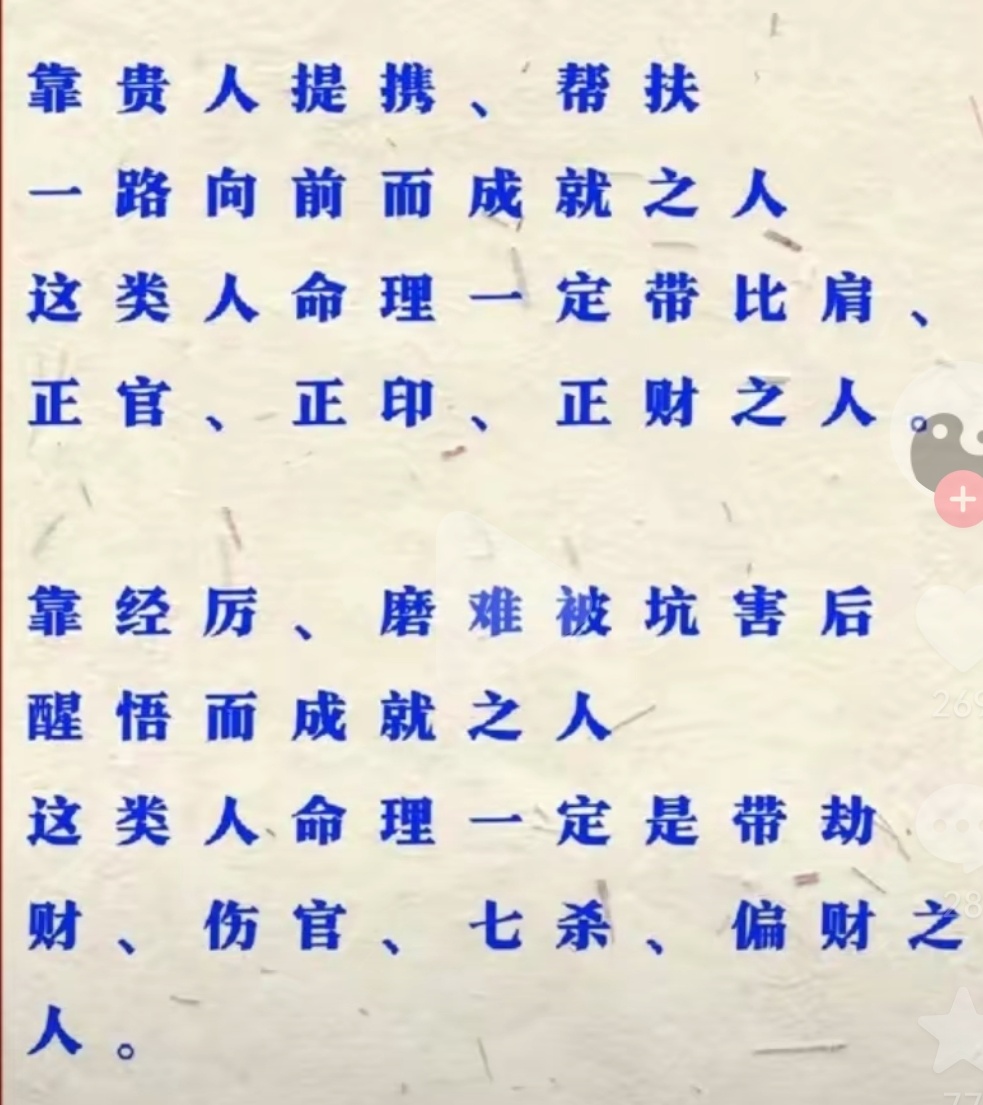 靠贵人提携、帮扶
一路向前而成就之人
这类人命理一定带比肩、
正官、正印、正财之人。
靠经历、磨难被坑害后
醒悟而成就之人
这类人命理一定是带劫
财、伤官、七杀、偏财之
人。